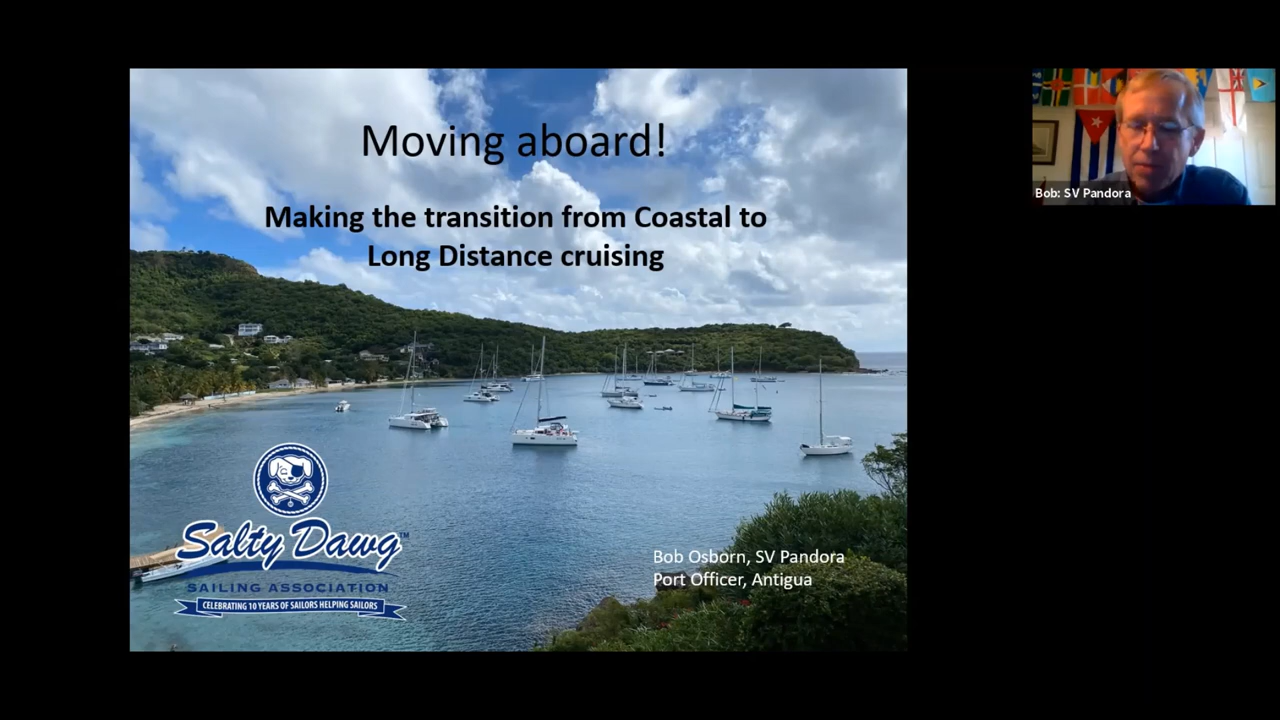 Moving aboard!
Making the transition from Coastal to
Long Distance cruising
Bob: SV Pandora
Salty Dawg™
SAILING ASSOCIATION
CELEBRATING 10 YEARS OF SAILORS HELPING SAILORS
Bob Osborn, SV Pandora
Port Officer, Antigua